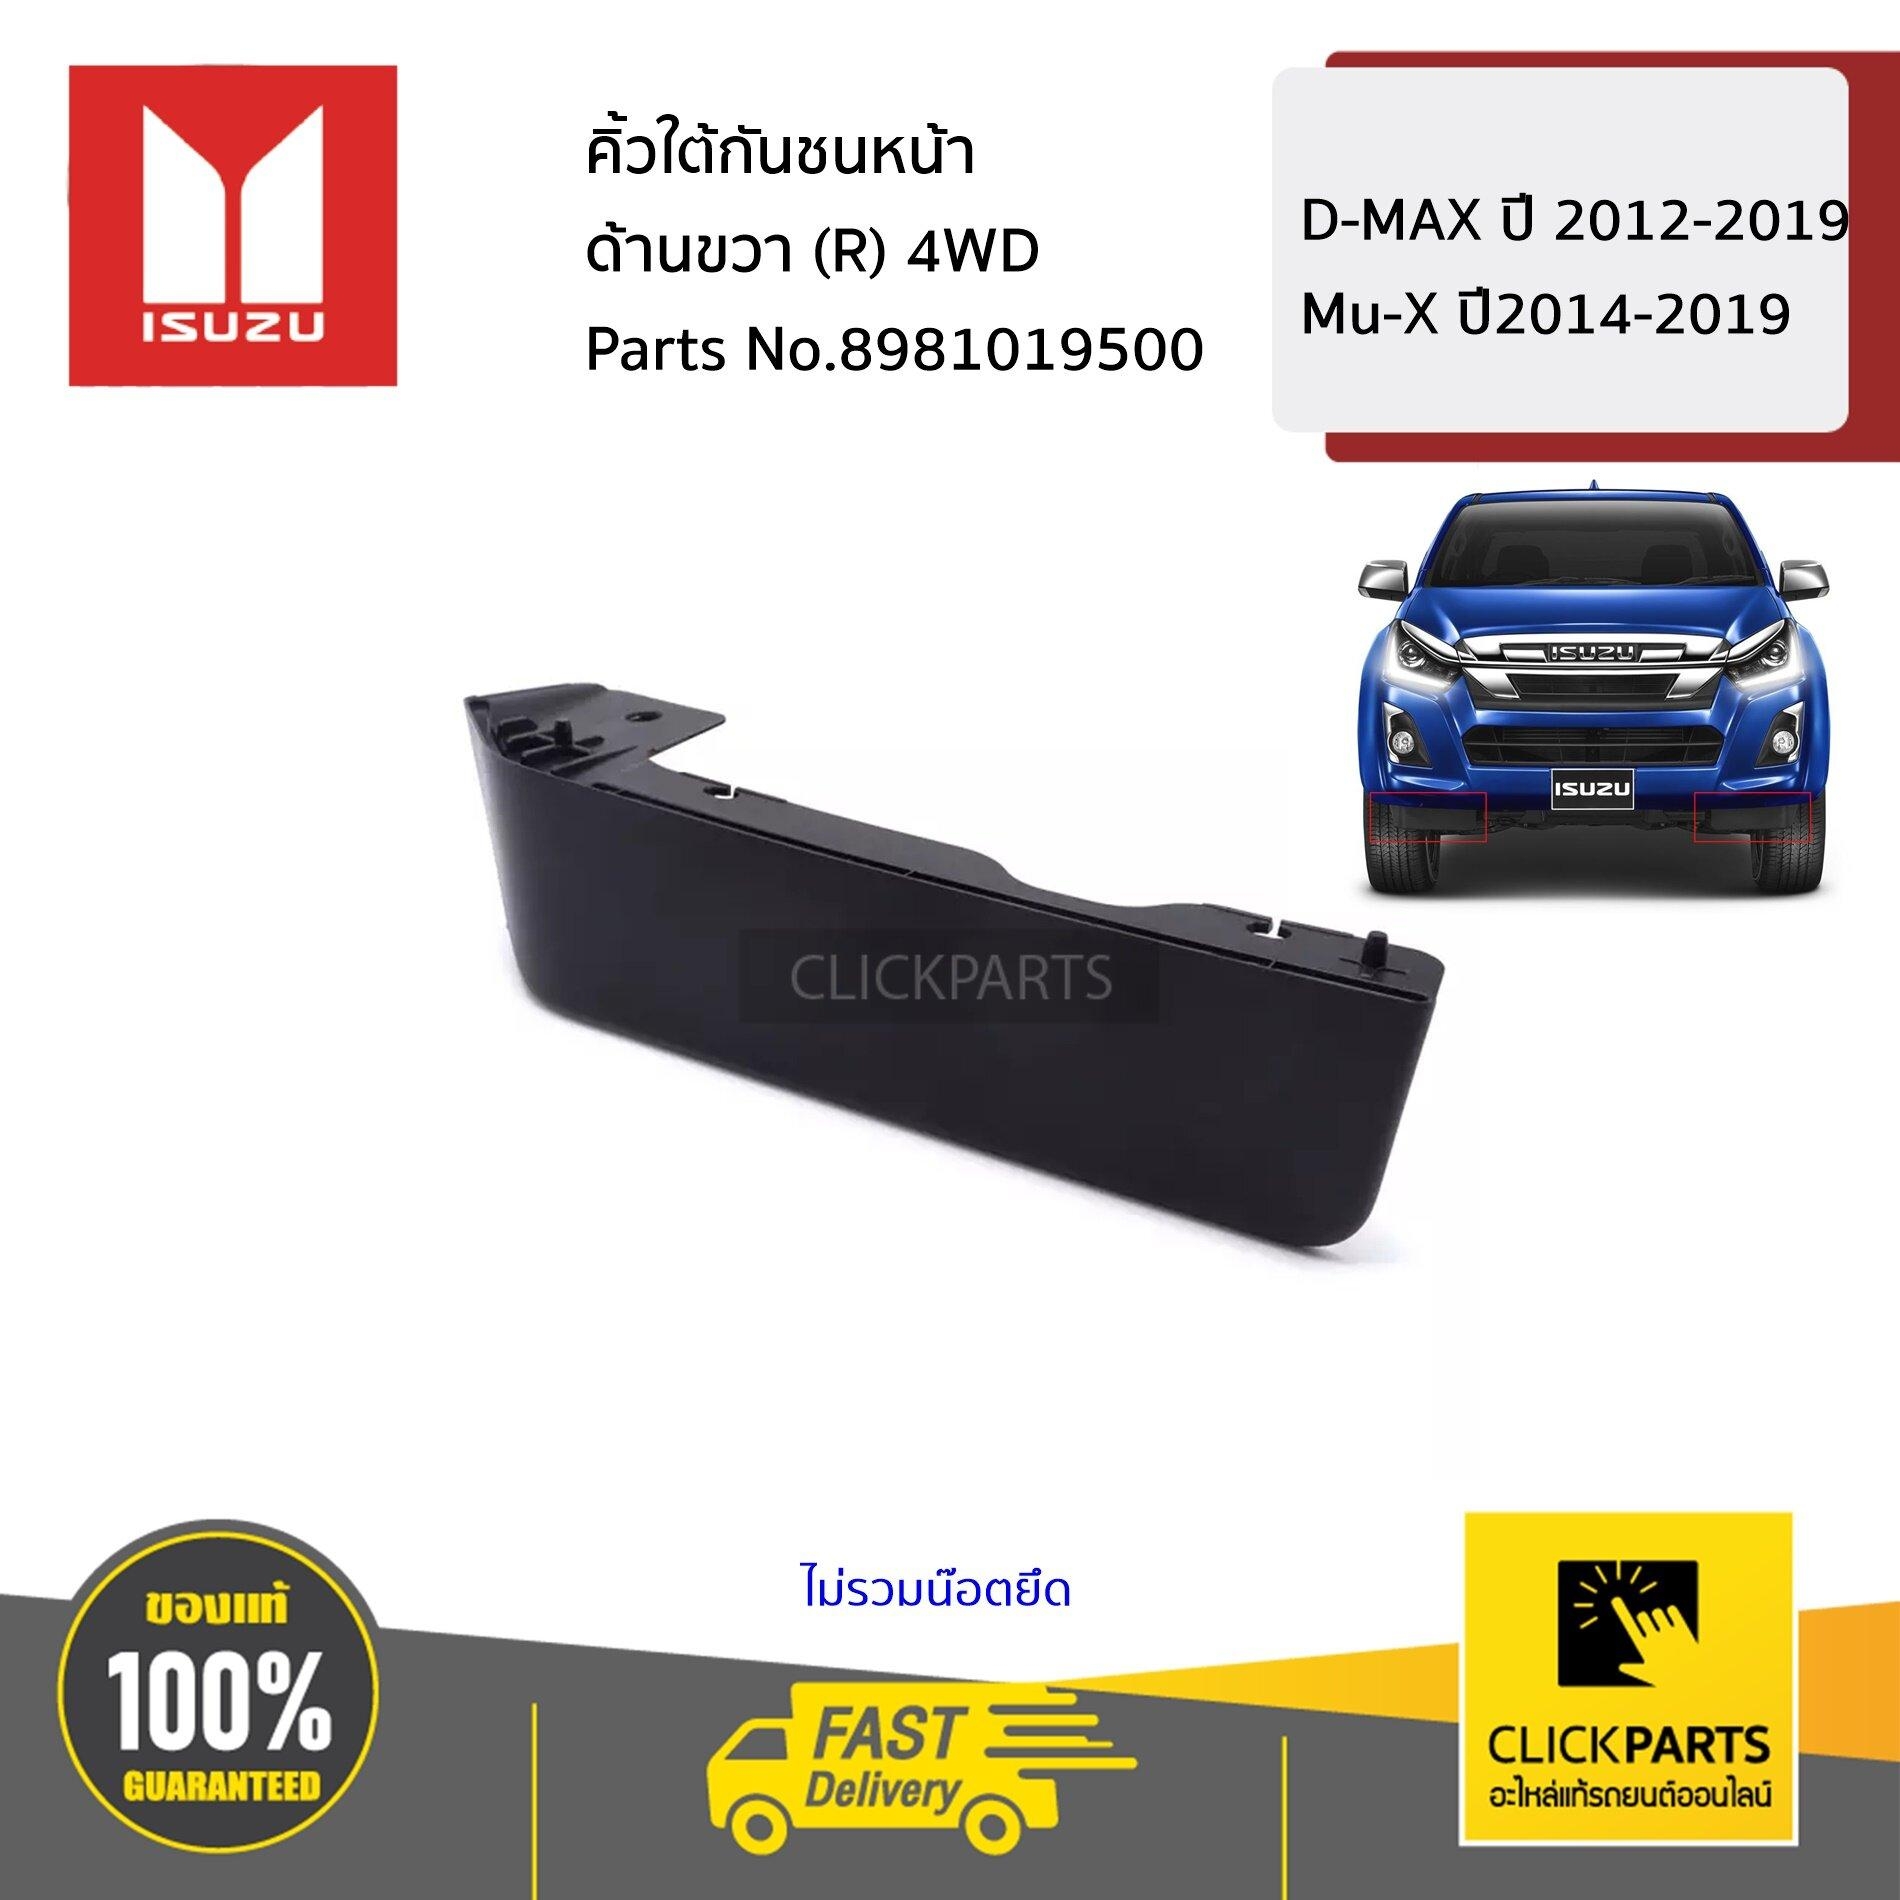 ISUZU
คิ้วใต้กันชนหน้า
ด้านขวา (R) 4WD
Parts No.8981019500
D-MAX ปี 2012-2019
Mu-X ปี2014-2019
ISUZU
ISUZU
CLICKPARTS
ไม่รวมน๊อตยึด
ของแท้
100%
GUARANTEED
FAST
Delivery
CLICKPARTS
อะไหล่แท้รถยนต์ออนไลน์